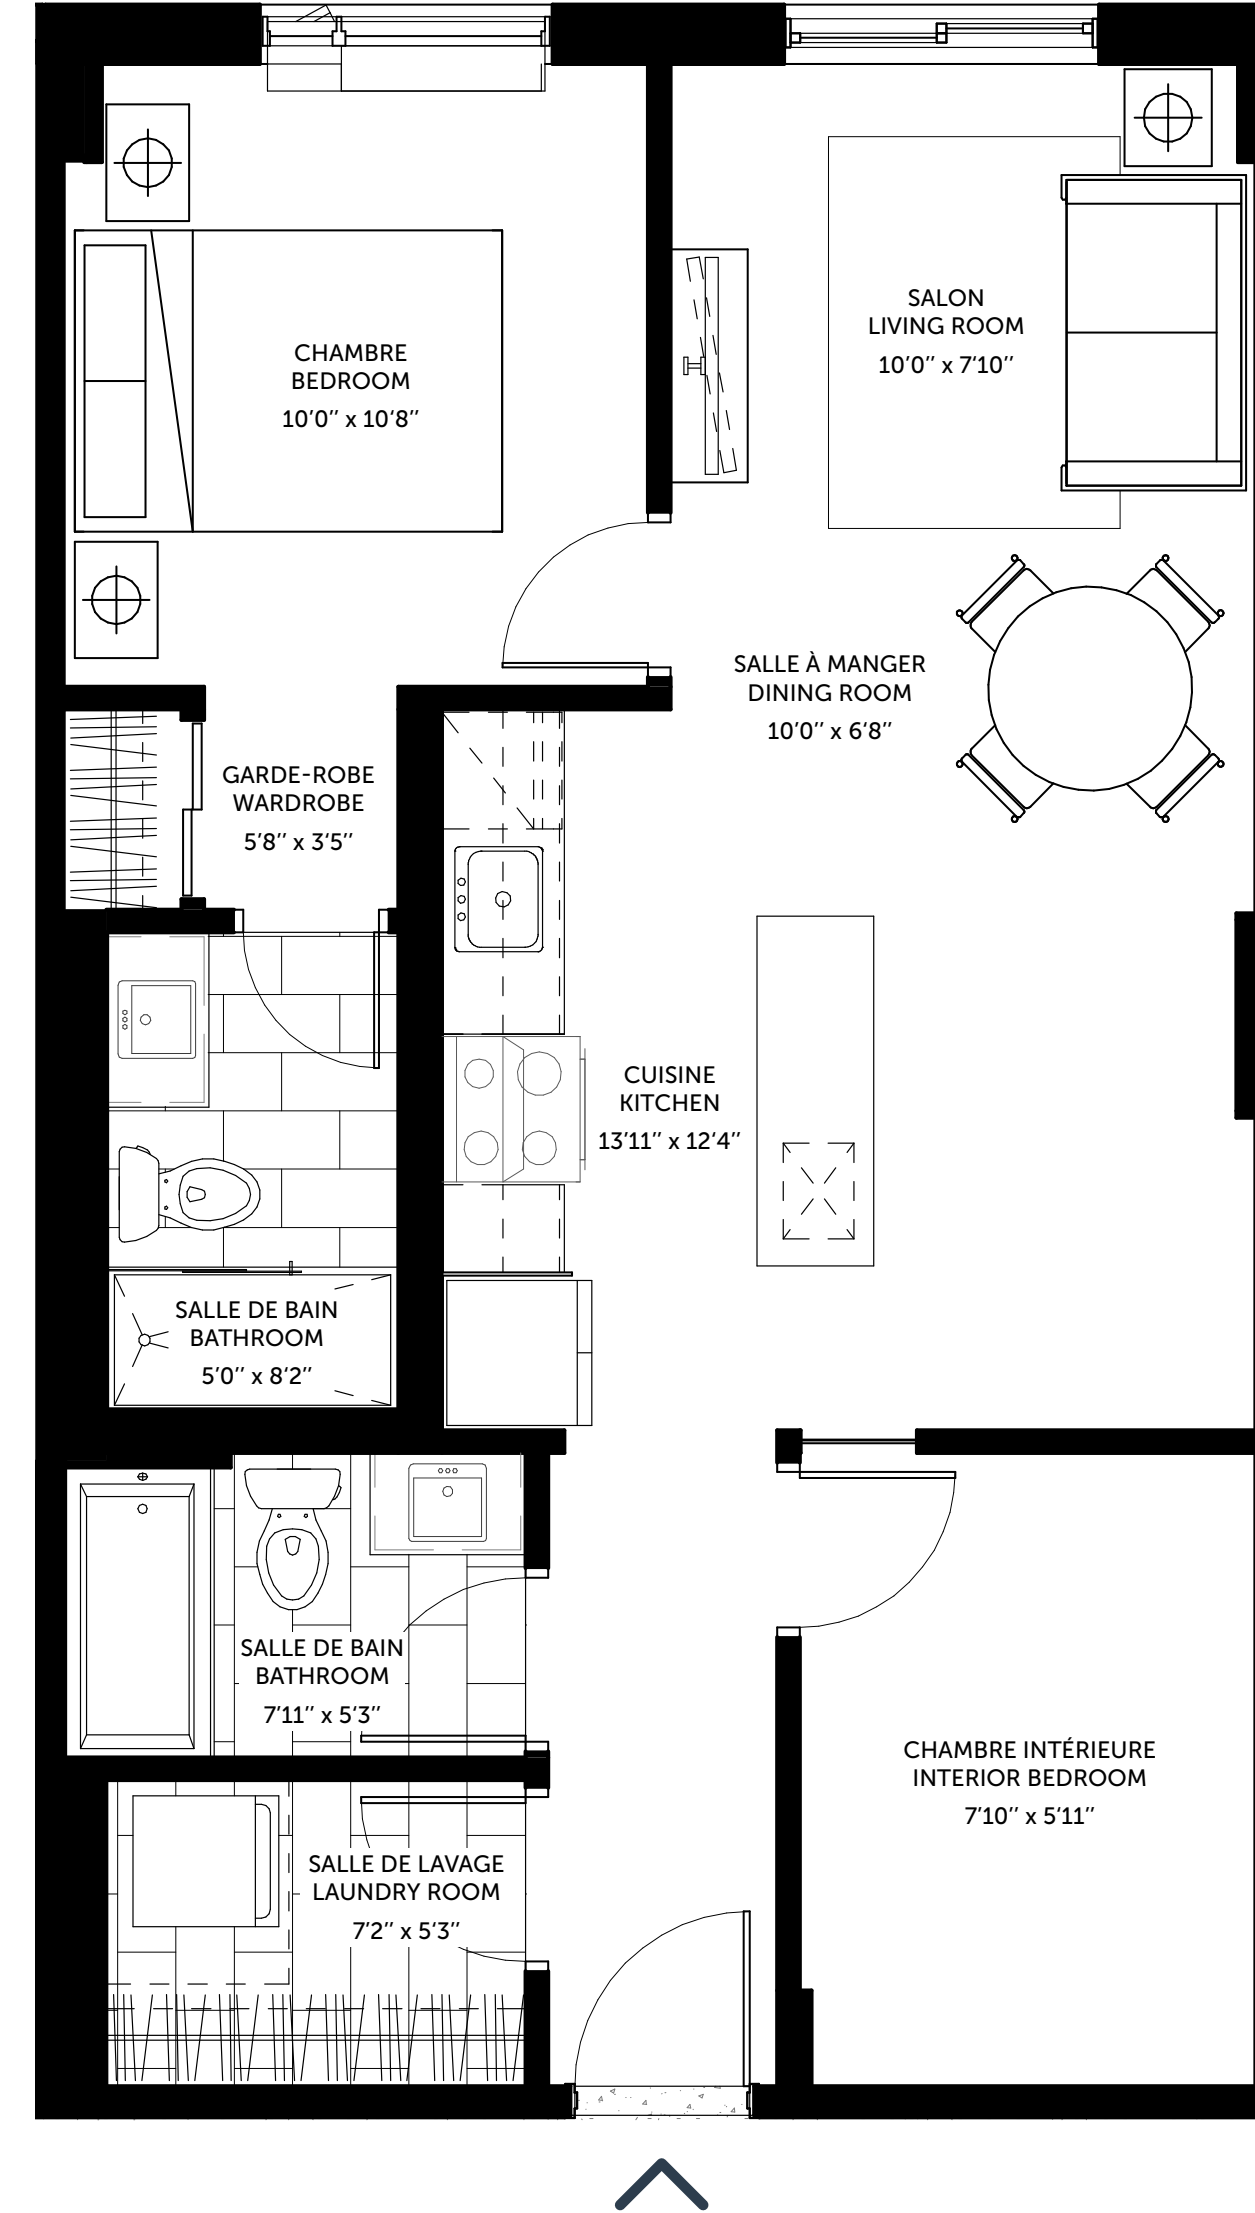 CHAMBRE
BEDROOM
10'0'' x 10'8''
SALON
LIVING ROOM
10'0'' x 7'10''
SALLE À MANGER
DINING ROOM
10'0'' x 6'8''
GARDE-ROBE
WARDROBE
5'8'' x 3'5''
CUISINE
KITCHEN
13'11'' x 12'4''
SALLE DE BAIN
BATHROOM
5'0'' x 8'2''
SALLE DE BAIN
BATHROOM
7'11'' x 5'3''
CHAMBRE INTÉRIEURE
INTERIOR BEDROOM
7'10'' x 5'11''
SALLE DE LAVAGE
LAUNDRY ROOM
7'2'' x 5'3''